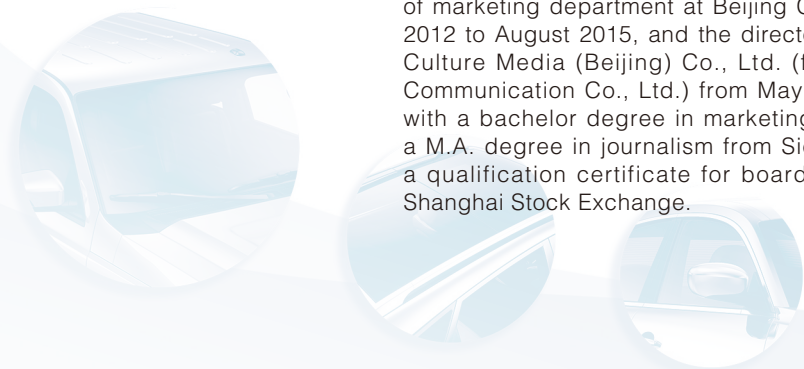 of marketing department at Beijing
2012 to August 2015, and the
Culture Media (Beijing) Co., Ltd.
Communication Co., Ltd.) from May
with a bachelor degree in marketing
a M.A. degree in journalism from
a qualification certificate for board
Shanghai Stock Exchange.